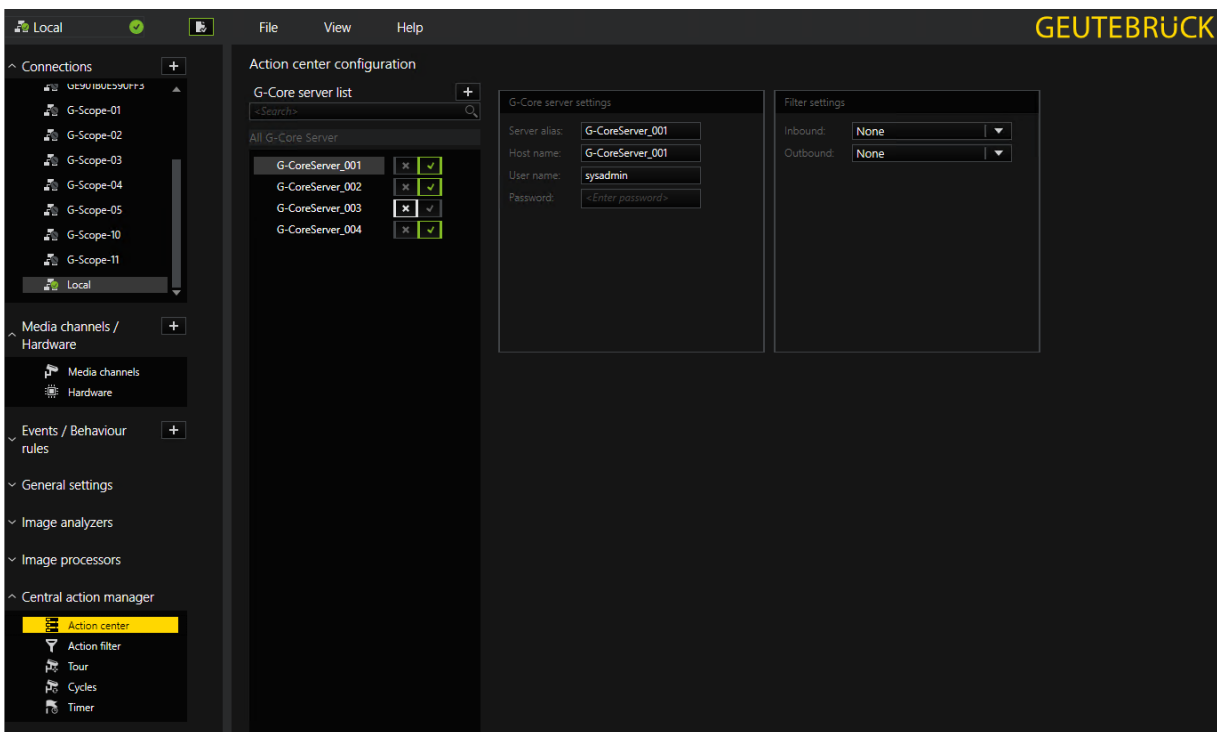 Local
File View Help
GEUTEBRÜCK
Connections
G-Scope-01
G-Scope-02
G-Scope-03
G-Scope-04
G-Scope-05
G-Scope-10
G-Scope-11
Local
Media channels /
Hardware
Media channels
Hardware
Events / Behaviour
rules
General settings
Image analyzers
Image processors
Central action manager
Action center
Action filter
Tour
Cycles
Timer
Action center configuration
G-Core server list
<Search>
All G-Core Server
G-CoreServer_001
G-CoreServer_002
G-CoreServer_003
G-CoreServer_004
G-Core server settings
Server alias: G-CoreServer_001
Host name: G-CoreServer_001
User name: sysadmin
Password: <Enter password>
Filter settings
Inbound: None
Outbound: None